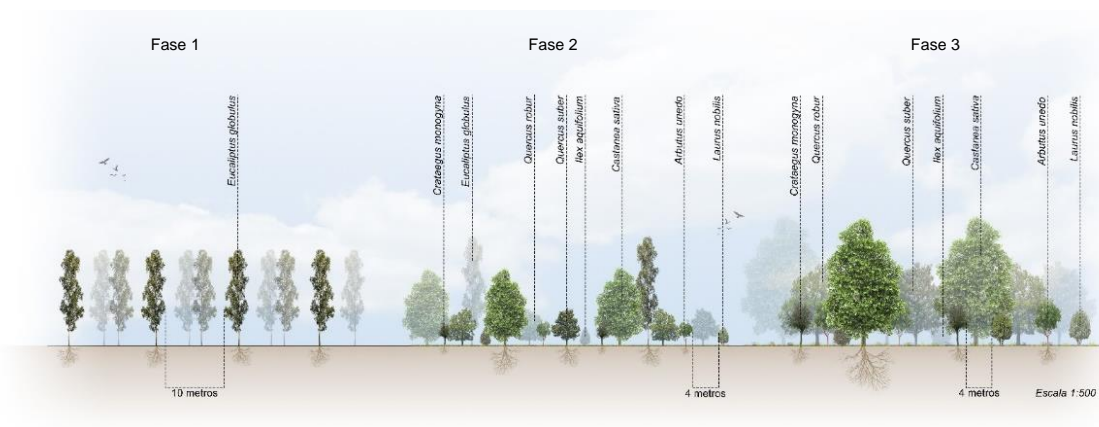 Fase 1
Fase 2
Fase 3
Eucaliptus globulus
Crataegus monogyna
Eucaliptus globulus
Quercus robur
Quercus suber
Ilex aquifolium
Castanea sativa
Arbutus unedo
Laurus nobilis
Crataegus monogyna
Quercus robur
Quercus suber
Ilex aquifolium
Castanea sativa
Arbutus unedo
Laurus nobilis
10 metros
4 metros
4 metros
Escala 1:500